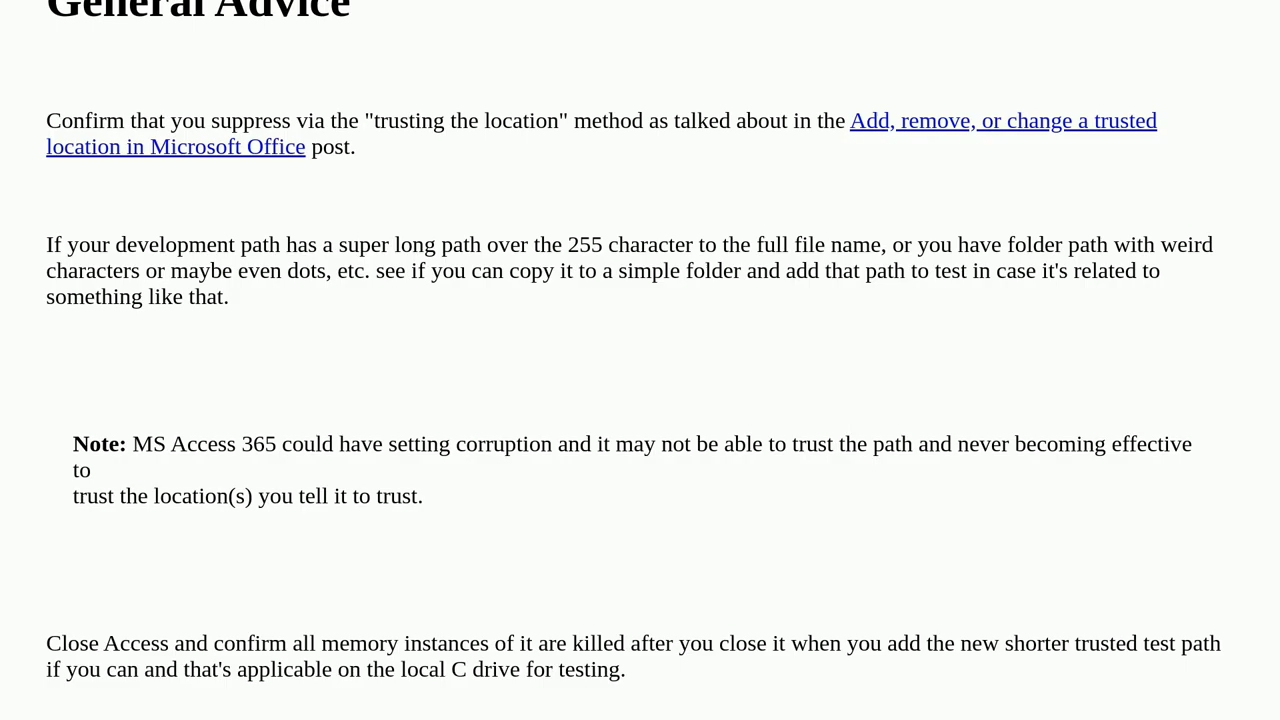 General Advice
Confirm that you suppress via the "trusting the location" method as talked about in the Add, remove, or change a trusted
location in Microsoft Office post.
If your development path has a super long path over the 255 character to the full file name, or you have folder path with weird
characters or maybe even dots, etc. see if you can copy it to a simple folder and add that path to test in case it's related to
something like that.
Note: MS Access 365 could have setting corruption and it may not be able to trust the path and never becoming effective
to
trust the location(s) you tell it to trust.
Close Access and confirm all memory instances of it are killed after you close it when you add the new shorter trusted test path
if you can and that's applicable on the local C drive for testing.